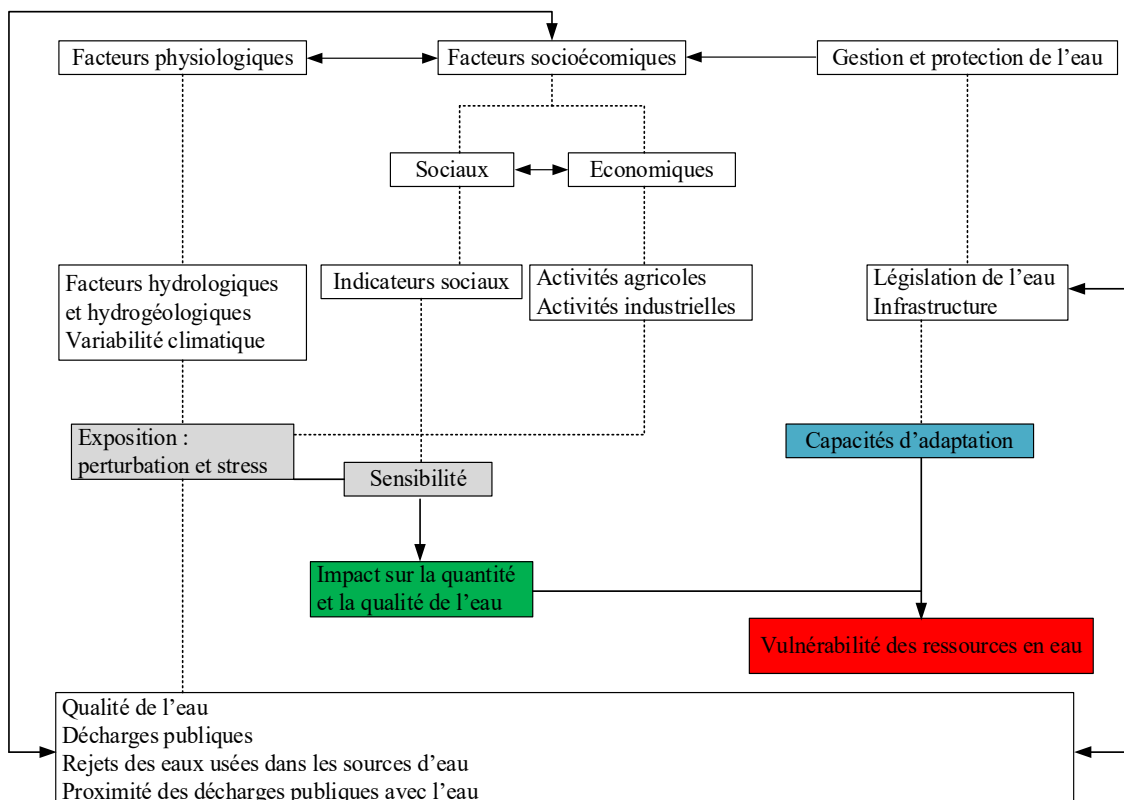 Facteurs physiologiques
Facteurs socioécomiques
Gestion et protection de l'eau
Sociaux
Economiques
Facteurs hydrologiques
et hydrogéologiques
Variabilité climatique
Indicateurs sociaux
Activités agricoles
Activités industrielles
Législation de l'eau
Infrastructure
Exposition :
perturbation et stress
Sensibilité
Capacités d'adaptation
Impact sur la quantité
et la qualité de l'eau
Vulnérabilité des ressources en eau
Qualité de l'eau
Décharges publiques
Rejets des eaux usées dans les sources d'eau
Proximité des décharges publiques avec l'eau